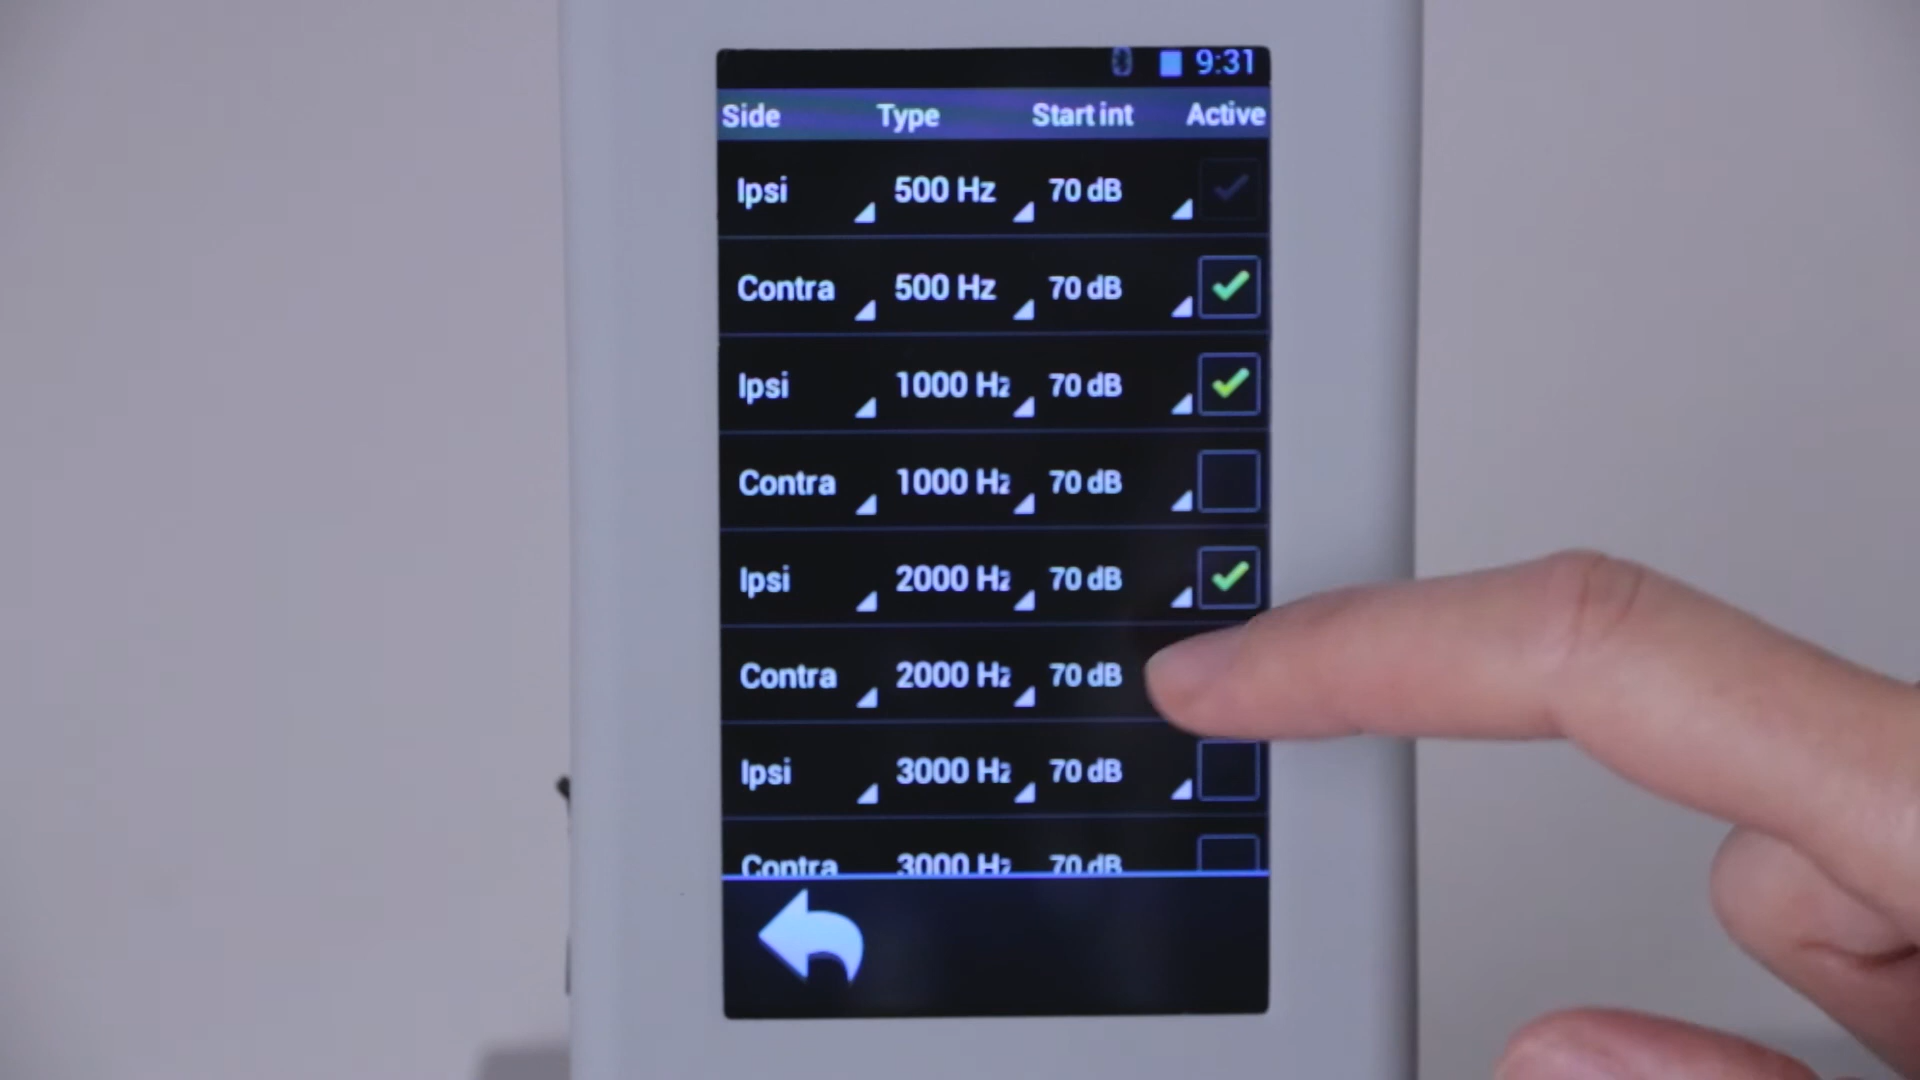 9:31
Side Type Start int Active
Ipsi 500 Hz 70 dB
Contra 500 Hz 70 dB
Ipsi 1000 Hz 70 dB
Contra 1000 Hz 70 dB
Ipsi 2000 Hz 70 dB
Contra 2000 Hz 70 dB
Ipsi 3000 Hz 70 dB
Contra 3000 Hz 70 dB